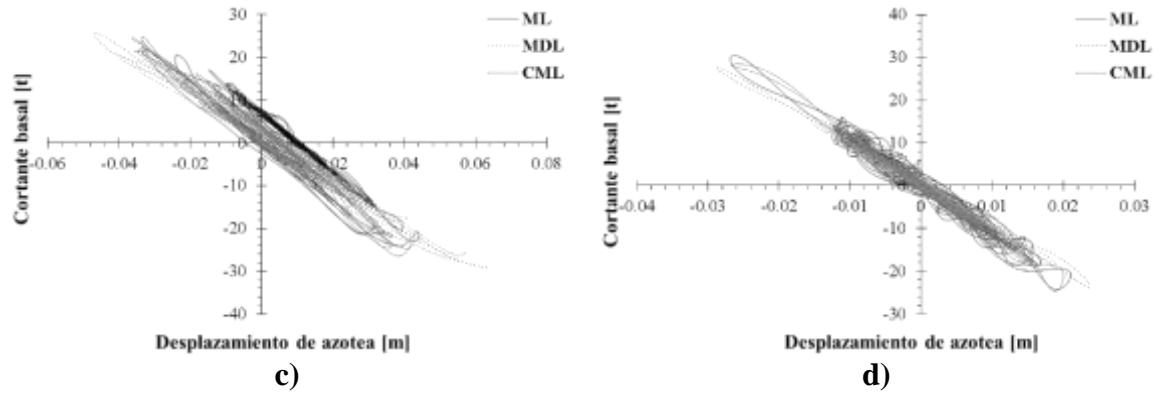 30
20
10
0
-10
-20
-30
-40
-0.06
-0.04
-0.02
0
0.02
0.04
0.06
0.08
Cortante basal [t]
Desplazamiento de azotea [m]
ML
MDL
CML
c)
40
30
20
10
0
-10
-20
-30
-0.04
-0.03
-0.02
-0.01
0
0.01
0.02
0.03
Cortante basal [t]
Desplazamiento de azotea [m]
ML
MDL
CML
d)